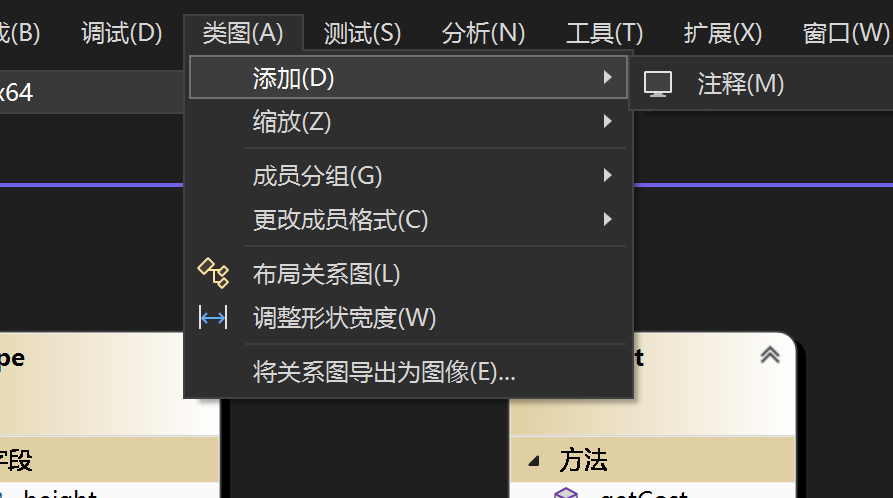 (B) 调试(D) 类图(A) 测试(S) 分析(N) 工具(T) 扩展(X) 窗口(W)
x64
添加(D)
注释(M)
缩放(Z)
成员分组(G)
更改成员格式(C)
布局关系图(L)
调整形状宽度(W)
将关系图导出为图像(E)...
pe
t
字段
方法
height
getCost